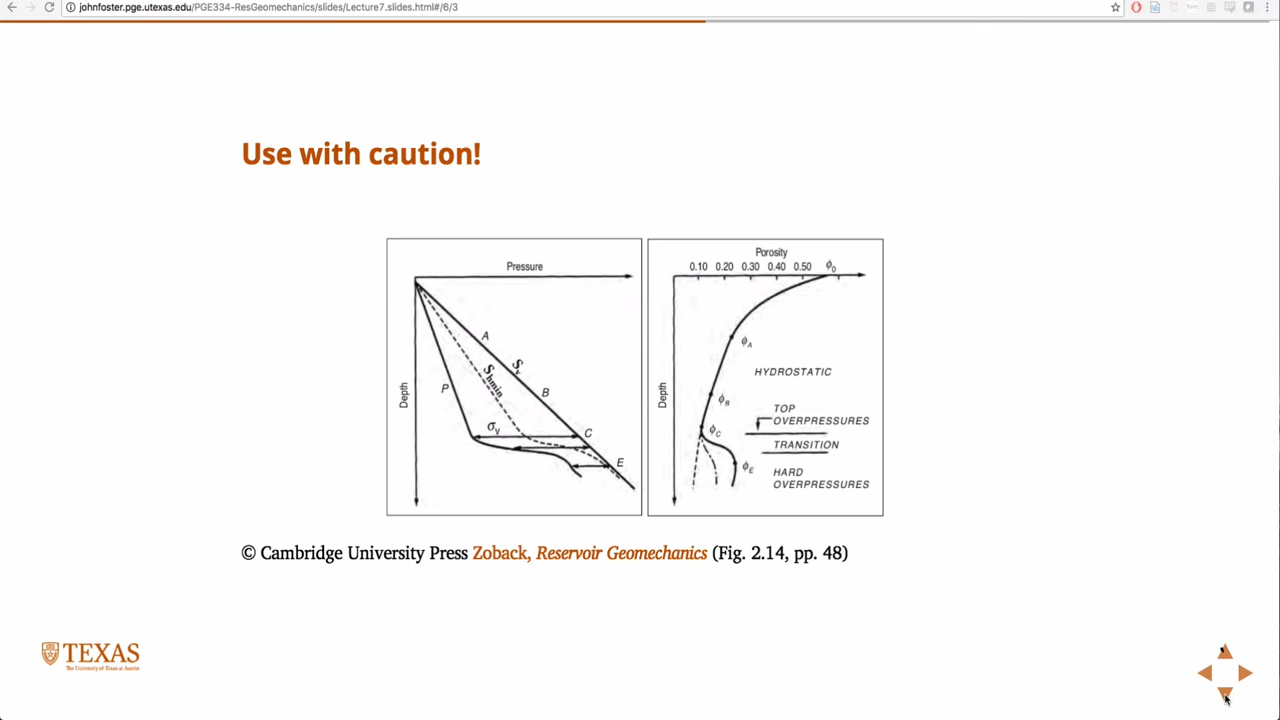 johnfoster.pge.utexas.edu/PGE334-ResGeomechanics/slides/Lecture7.slides.html#/6/3
Use with caution!
Pressure
Depth
A
Sv
B
Shmin
P
σv
C
E
Porosity
0.10 0.20 0.30 0.40 0.50 ϕ0
Depth
ϕA
HYDROSTATIC
ϕB
TOP
OVERPRESSURES
ϕC
TRANSITION
ϕE
HARD
OVERPRESSURES
© Cambridge University Press Zoback, Reservoir Geomechanics (Fig. 2.14, pp. 48)
TEXAS
The University of Texas at Austin